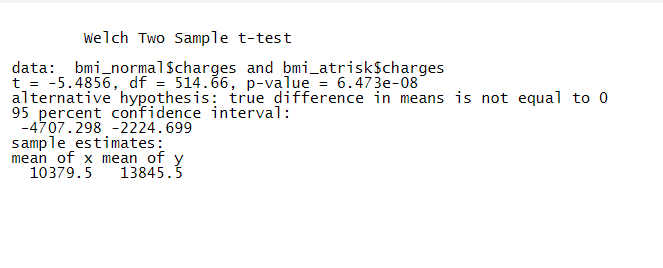 Welch Two Sample t-test
data:  bmi_normal$charges and bmi_atrisk$charges
t = -5.4856, df = 514.66, p-value = 6.473e-08
alternative hypothesis: true difference in means is not equal to 0
95 percent confidence interval:
 -4707.298 -2224.699
sample estimates:
mean of x mean of y
  10379.5   13845.5